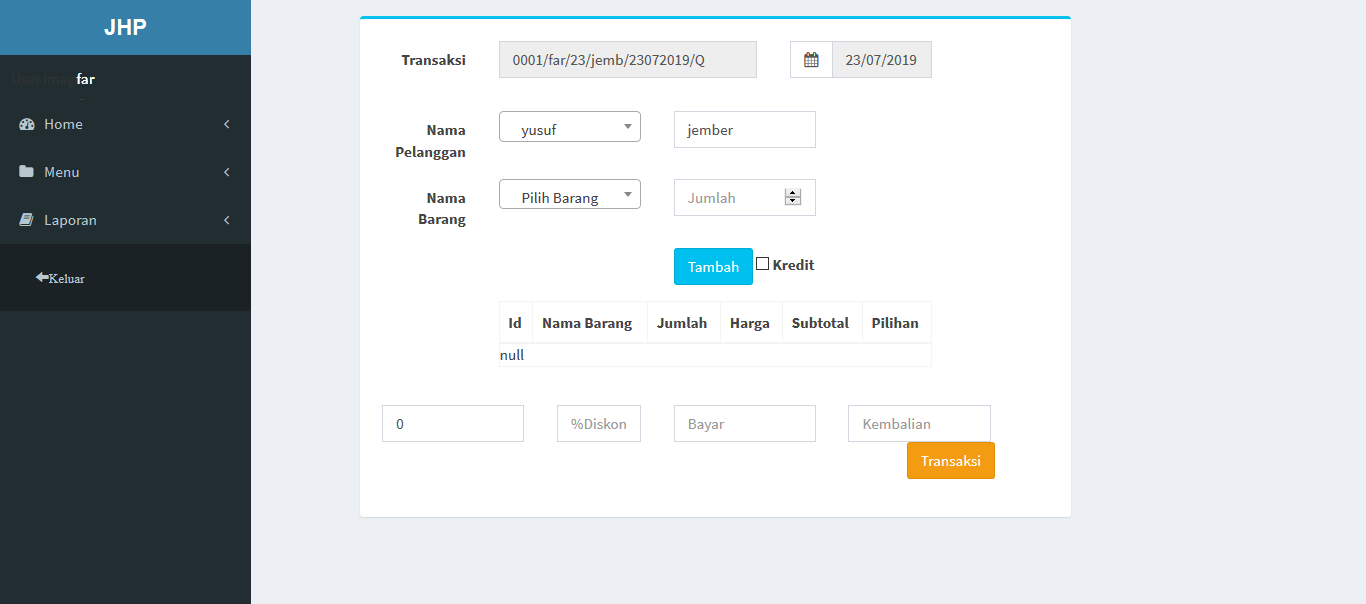 JHP
User Image far
Home
Menu
Laporan
Keluar
Transaksi 0001/far/23/jemb/23072019/Q 23/07/2019
Nama Pelanggan yusuf jember
Nama Barang Pilih Barang Jumlah
Tambah Kredit
Id Nama Barang Jumlah Harga Subtotal Pilihan
null
0 %Diskon Bayar Kembalian
Transaksi